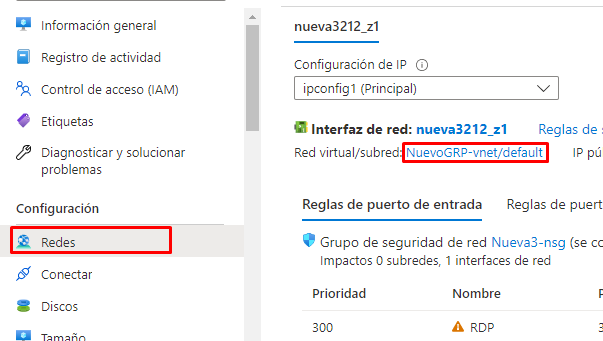 Información general
Registro de actividad
Control de acceso (IAM)
Etiquetas
Diagnosticar y solucionar
problemas
Configuración
Redes
Conectar
Discos
Tamaño
nueva3212_z1
Configuración de IP
ipconfig1 (Principal)
Interfaz de red: nueva3212_z1 Reglas de
Red virtual/subred: NuevoGRP-vnet/default IP pú
Reglas de puerto de entrada Reglas de puert
Grupo de seguridad de red Nueva3-nsg (se co
Impactos 0 subredes, 1 interfaces de red
Prioridad Nombre P
300 RDP 3